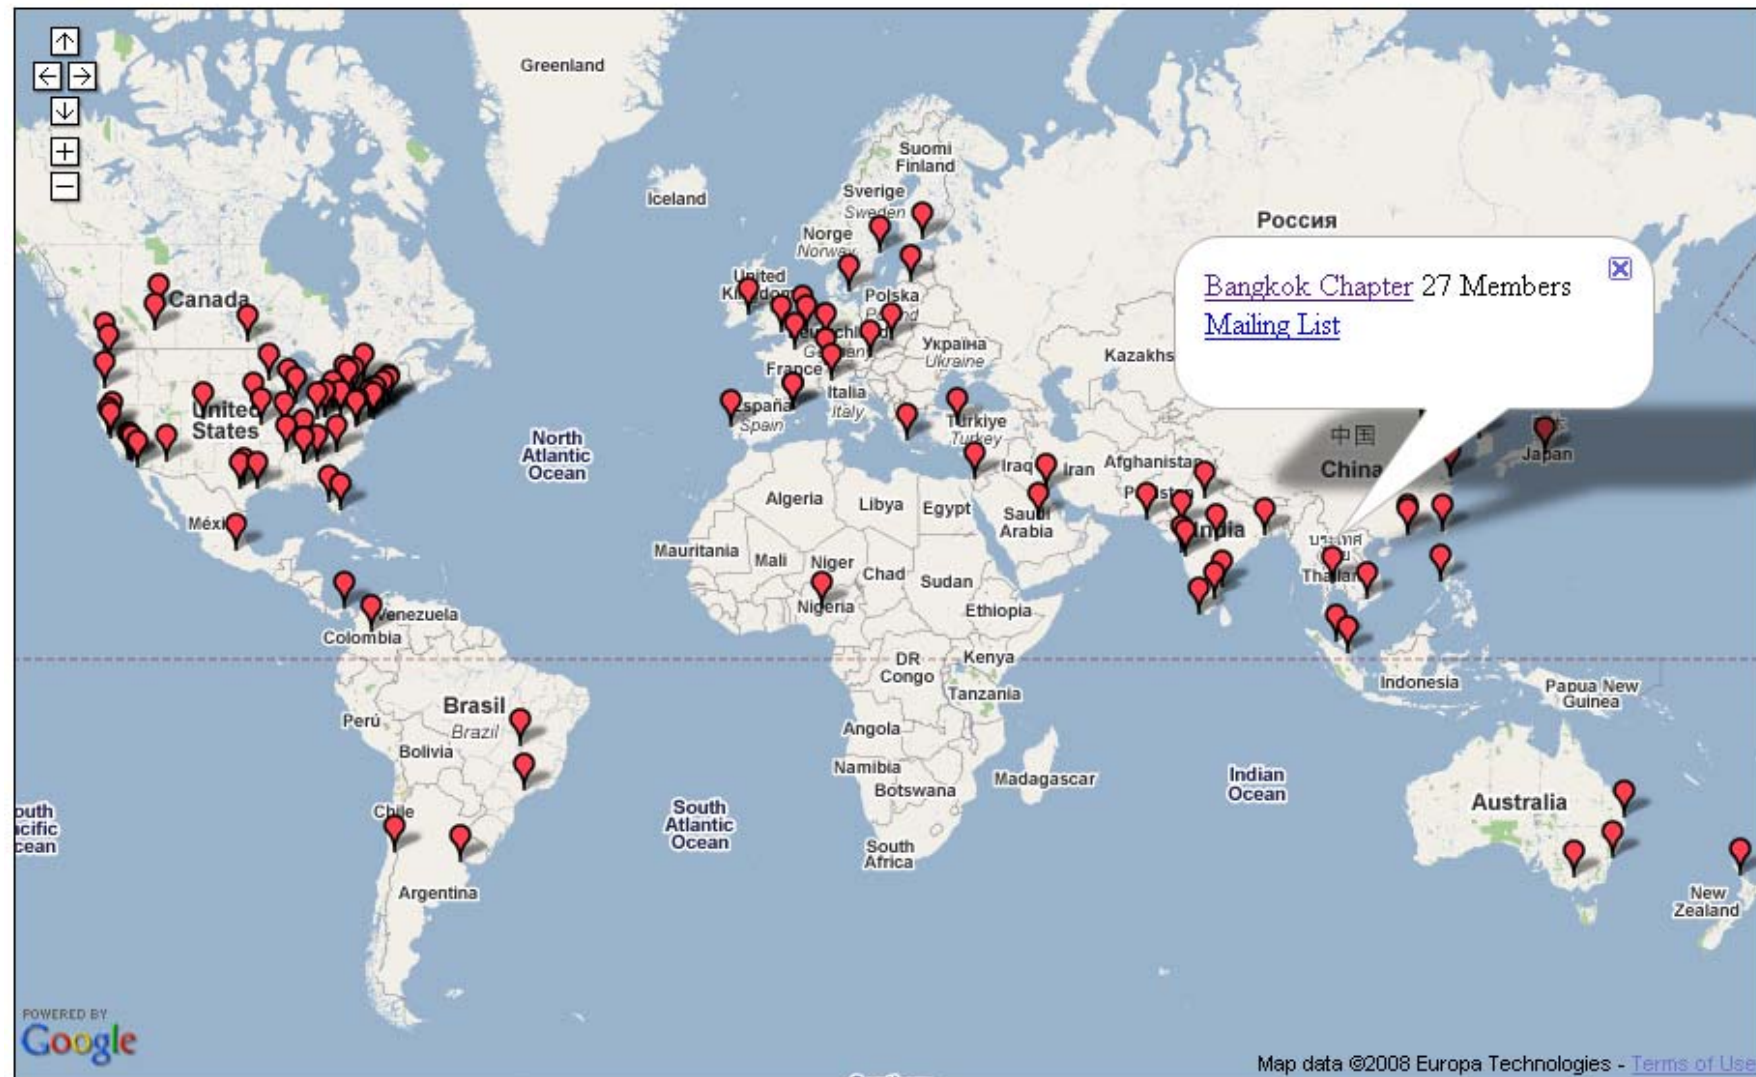 Greenland
Iceland
Suomi
Finland
Sverige
Sweden
Norge
Norway
Россия
United
Polska
Bangkok Chapter 27 Members
Mailing List
Canada
Україна
Ukraine
Kazakhs
France
Italia
Italy
España
Spain
Türkiye
Turkey
United
States
North
Atlantic
Ocean
中国
China
Japan
Iraq
Iran
Afghanistan
Algeria
Libya
Egypt
Saudi
Arabia
India
Méxi
Mauritania
Mali
Niger
Chad
Sudan
Nigeria
Ethiopia
Venezuela
Colombia
DR
Congo
Kenya
Tanzania
Indonesia
Papua New
Guinea
Brasil
Brazil
Perú
Bolivia
Angola
Namibia
Botswana
Madagascar
Indian
Ocean
Chile
South
Atlantic
Ocean
Australia
outh
acific
cean
South
Africa
Argentina
New
Zealand
POWERED BY
Google
Map data ©2008 Europa Technologies - Terms of Use